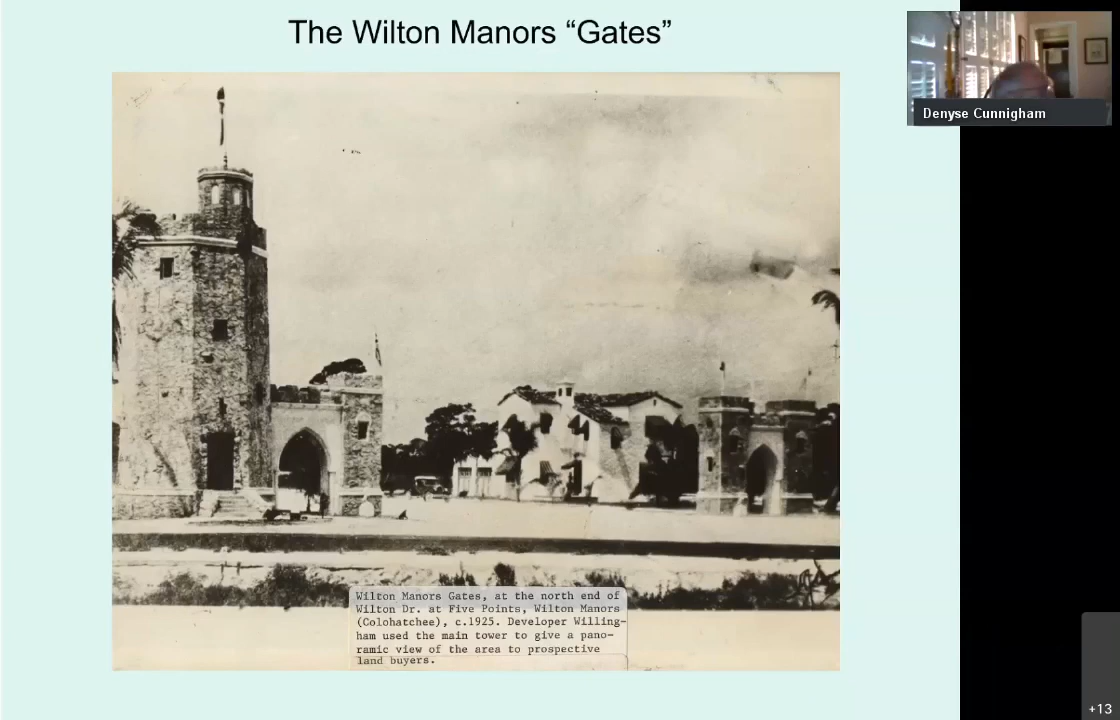 The Wilton Manors “Gates”
Denyse Cunnigham
Wilton Manors Gates, at the north end of
Wilton Dr. at Five Points, Wilton Manors
(Colohatchee), c.1925. Developer Willing-
ham used the main tower to give a pano-
ramic view of the area to prospective
land buyers.
+13